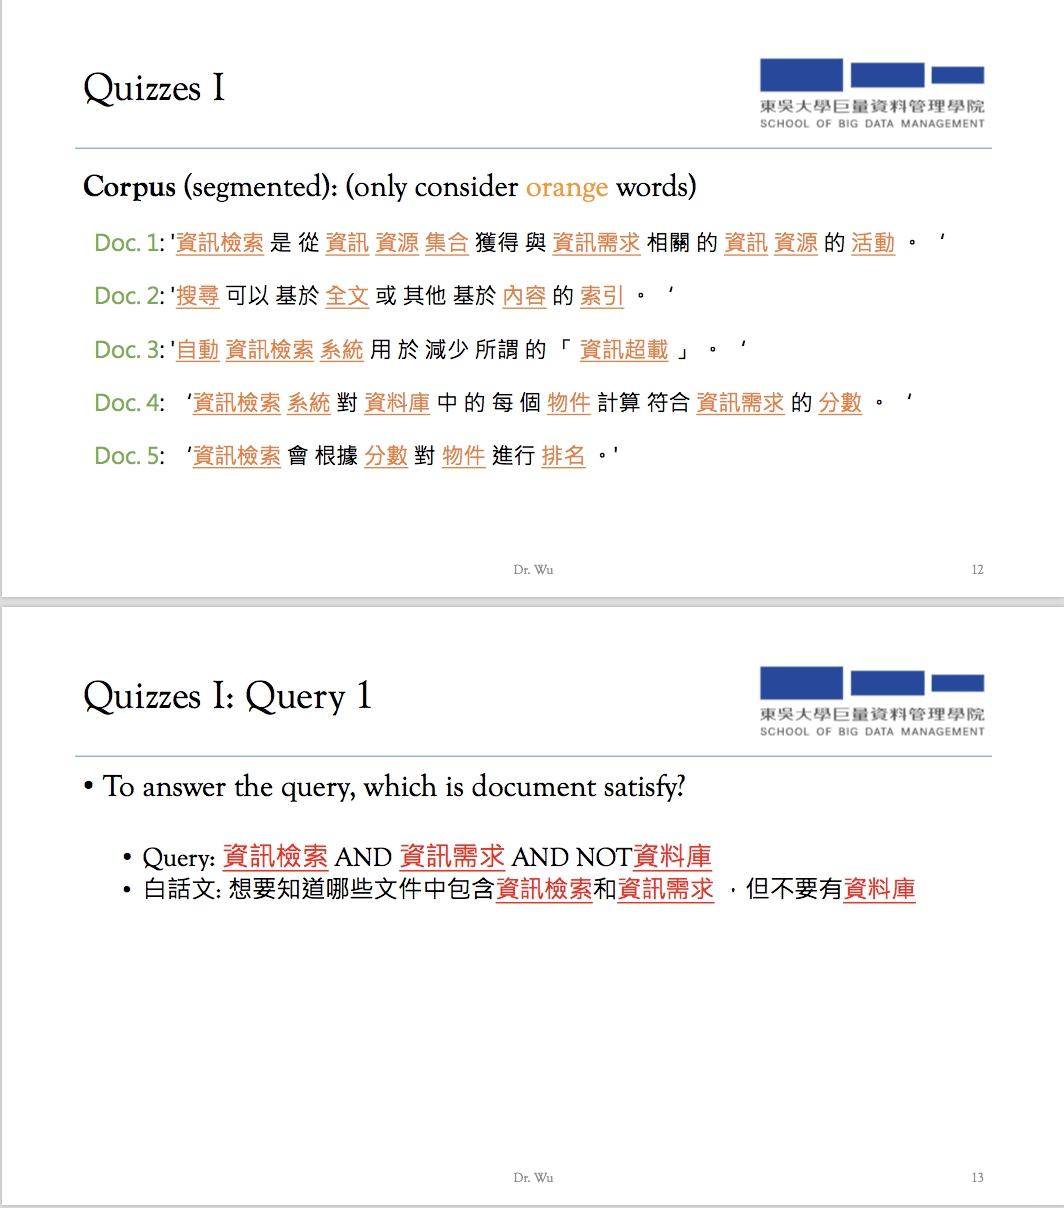 Quizzes I
東吳大學巨量資料管理學院
SCHOOL OF BIG DATA MANAGEMENT
Corpus (segmented): (only consider orange words)
Doc. 1: '資訊檢索 是 從 資訊 資源 集合 獲得 與 資訊需求 相關 的 資訊 資源 的 活動 。 ‘
Doc. 2: '搜尋 可以 基於 全文 或 其他 基於 內容 的 索引 。 ‘
Doc. 3: '自動 資訊檢索 系統 用 於 減少 所謂 的 「 資訊超載 」 。 ‘
Doc. 4: ‘資訊檢索 系統 對 資料庫 中 的 每 個 物件 計算 符合 資訊需求 的 分數 。 ‘
Doc. 5: ‘資訊檢索 會 根據 分數 對 物件 進行 排名 。'
Dr. Wu
12
Quizzes I: Query 1
東吳大學巨量資料管理學院
SCHOOL OF BIG DATA MANAGEMENT
• To answer the query, which is document satisfy?
• Query: 資訊檢索 AND 資訊需求 AND NOT資料庫
• 白話文: 想要知道哪些文件中包含資訊檢索和資訊需求 ，但不要有資料庫
Dr. Wu
13